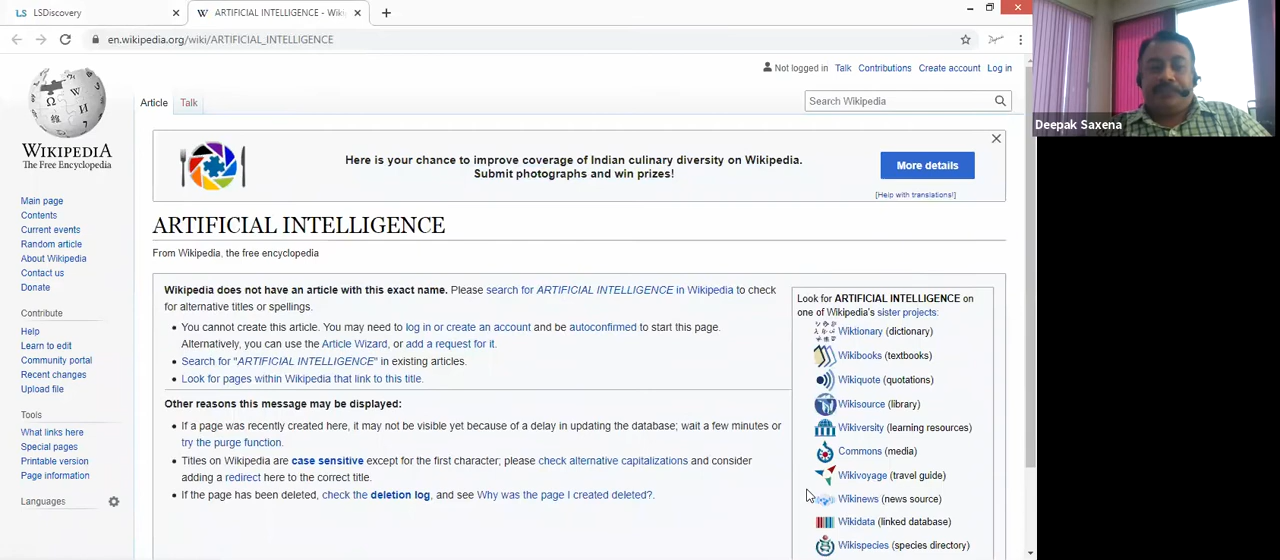 LS LSDiscovery
W ARTIFICIAL INTELLIGENCE - Wiki
en.wikipedia.org/wiki/ARTIFICIAL_INTELLIGENCE
Deepak Saxena
WIKIPEDIA
The Free Encyclopedia
Not logged in Talk Contributions Create account Log in
Article Talk
Search Wikipedia
Here is your chance to improve coverage of Indian culinary diversity on Wikipedia.
Submit photographs and win prizes!
More details
[Help with translations!]
Main page
Contents
Current events
Random article
About Wikipedia
Contact us
Donate
Contribute
Help
Learn to edit
Community portal
Recent changes
Upload file
Tools
What links here
Special pages
Printable version
Page information
Languages
ARTIFICIAL INTELLIGENCE
From Wikipedia, the free encyclopedia
Wikipedia does not have an article with this exact name. Please search for ARTIFICIAL INTELLIGENCE in Wikipedia to check
for alternative titles or spellings.
• You cannot create this article. You may need to log in or create an account and be autoconfirmed to start this page.
Alternatively, you can use the Article Wizard, or add a request for it.
• Search for "ARTIFICIAL INTELLIGENCE" in existing articles.
• Look for pages within Wikipedia that link to this title.
Other reasons this message may be displayed:
• If a page was recently created here, it may not be visible yet because of a delay in updating the database; wait a few minutes or
try the purge function.
• Titles on Wikipedia are case sensitive except for the first character; please check alternative capitalizations and consider
adding a redirect here to the correct title.
• If the page has been deleted, check the deletion log, and see Why was the page I created deleted?.
Look for ARTIFICIAL INTELLIGENCE on
one of Wikipedia's sister projects:
Wiktionary (dictionary)
Wikibooks (textbooks)
Wikiquote (quotations)
Wikisource (library)
Wikiversity (learning resources)
Commons (media)
Wikivoyage (travel guide)
Wikinews (news source)
Wikidata (linked database)
Wikispecies (species directory)